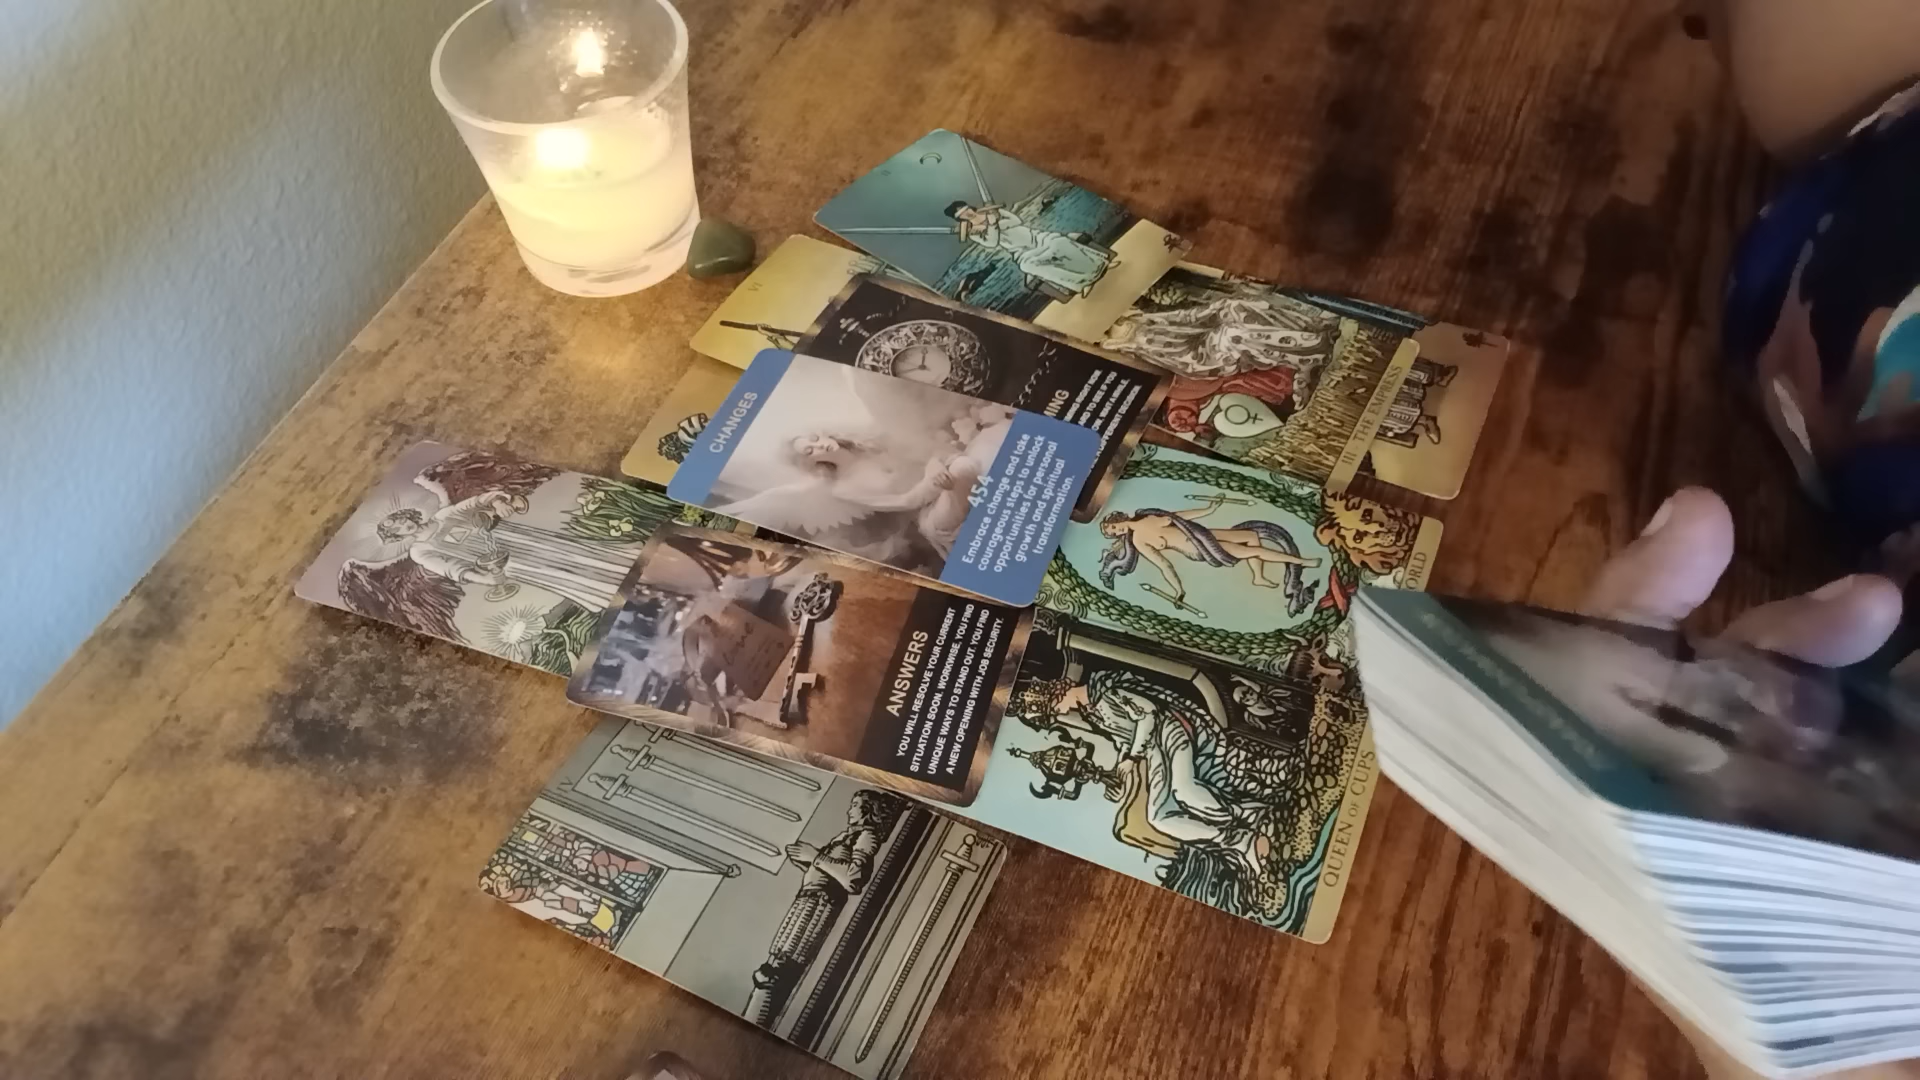 CHANGES
454
Embrace change and take
courageous steps to unlock
opportunities for personal
growth and spiritual
transformation.
ANSWERS
YOU WILL RESOLVE YOUR CURRENT
SITUATION SOON. WORKWISE, YOU FIND
UNIQUE WAYS TO STAND OUT. YOU FIND
A NEW OPENING WITH JOB SECURITY.
III THE EMPRESS
QUEEN OF CUPS
VI